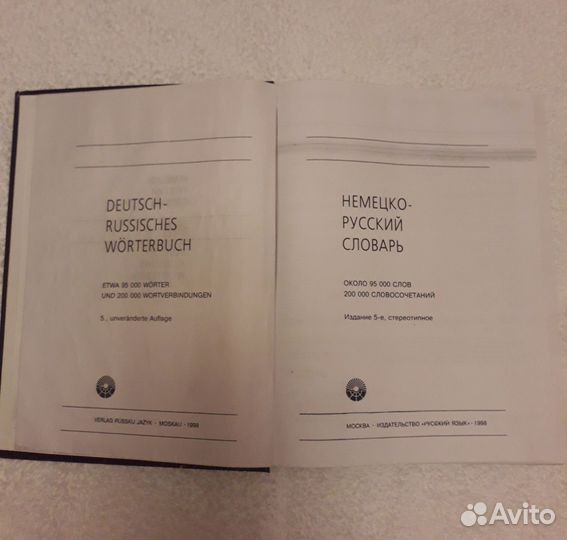 DEUTSCH-
RUSSISCHES
WÖRTERBUCH
ETWA 95 000 WÖRTER
UND 200 000 WORTVERBINDUNGEN
5., unveränderte Auflage
VERLAG RUSSKIJ JAZYK · MOSKAU · 1998
НЕМЕЦКО-
РУССКИЙ
СЛОВАРЬ
ОКОЛО 95 000 СЛОВ
200 000 СЛОВОСОЧЕТАНИЙ
Издание 5-е, стереотипное
МОСКВА · ИЗДАТЕЛЬСТВО «РУССКИЙ ЯЗЫК» · 1998
Avito